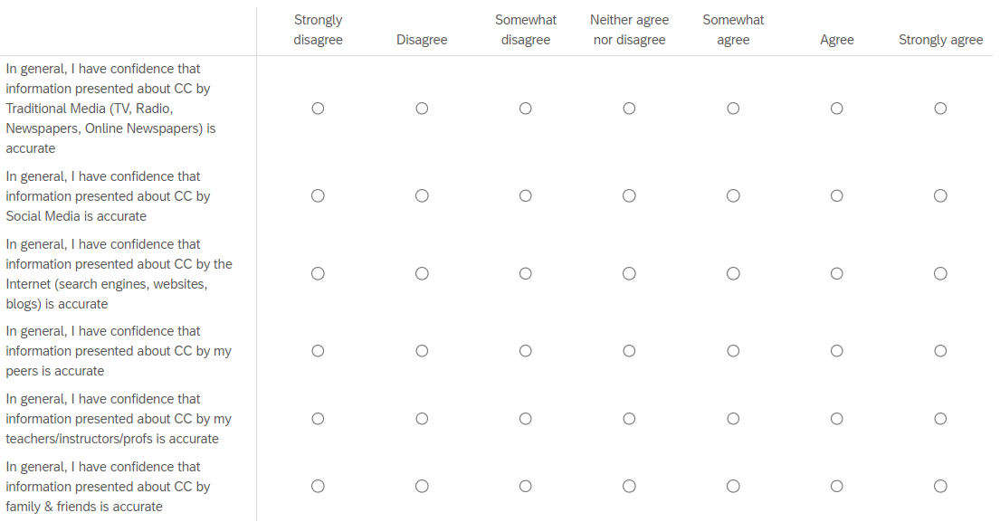 Strongly disagree
Disagree
Somewhat disagree
Neither agree nor disagree
Somewhat agree
Agree
Strongly agree
In general, I have confidence that
information presented about CC by
Traditional Media (TV, Radio,
Newspapers, Online Newspapers) is
accurate
In general, I have confidence that
information presented about CC by
Social Media is accurate
In general, I have confidence that
information presented about CC by the
Internet (search engines, websites,
blogs) is accurate
In general, I have confidence that
information presented about CC by my
peers is accurate
In general, I have confidence that
information presented about CC by my
teachers/instructors/profs is accurate
In general, I have confidence that
information presented about CC by
family & friends is accurate